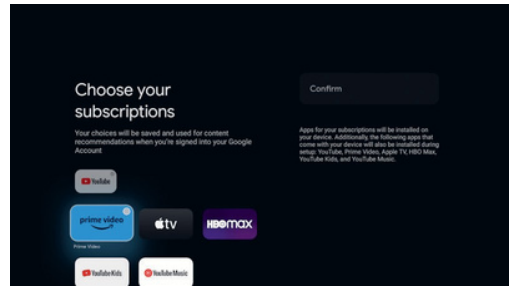 Choose your
subscriptions
Your choices will be saved and used for content
recommendations when you're signed into your Google
Account
YouTube
prime video
tv
HBOmax
Prime Video
YouTube Kids
YouTube Music
Confirm
Apps for your subscriptions will be installed on
your device. Additionally, the following apps that
come with your device will also be installed during
setup: YouTube, Prime Video, Apple TV, HBO Max,
YouTube Kids, and YouTube Music.